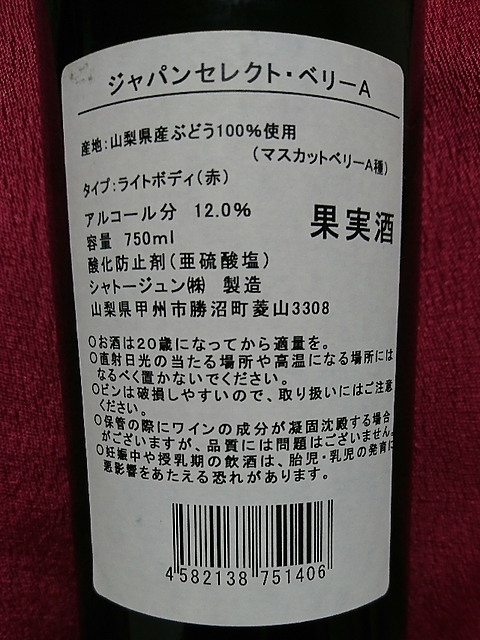 ジャパンセレクト・ベリーA
産地:山梨県産ぶどう100%使用
(マスカットベリーA種)
タイプ:ライトボディ(赤)
アルコール分 12.0%
果実酒
容量 750ml
酸化防止剤(亜硫酸塩)
シャトージュン㈱ 製造
山梨県甲州市勝沼町菱山3308
○お酒は20歳になってから適量を。
○直射日光の当たる場所や高温になる場所には
なるべく置かないでください。
○ビンは破損しやすいので、取り扱いにはご注意
ください。
○保管の際にワインの成分が凝固沈殿する場合
がございますが、品質には問題はございません。
○妊娠中や授乳期の飲酒は、胎児・乳児の発育に
悪影響をあたえる恐れがあります。
4582138 751406